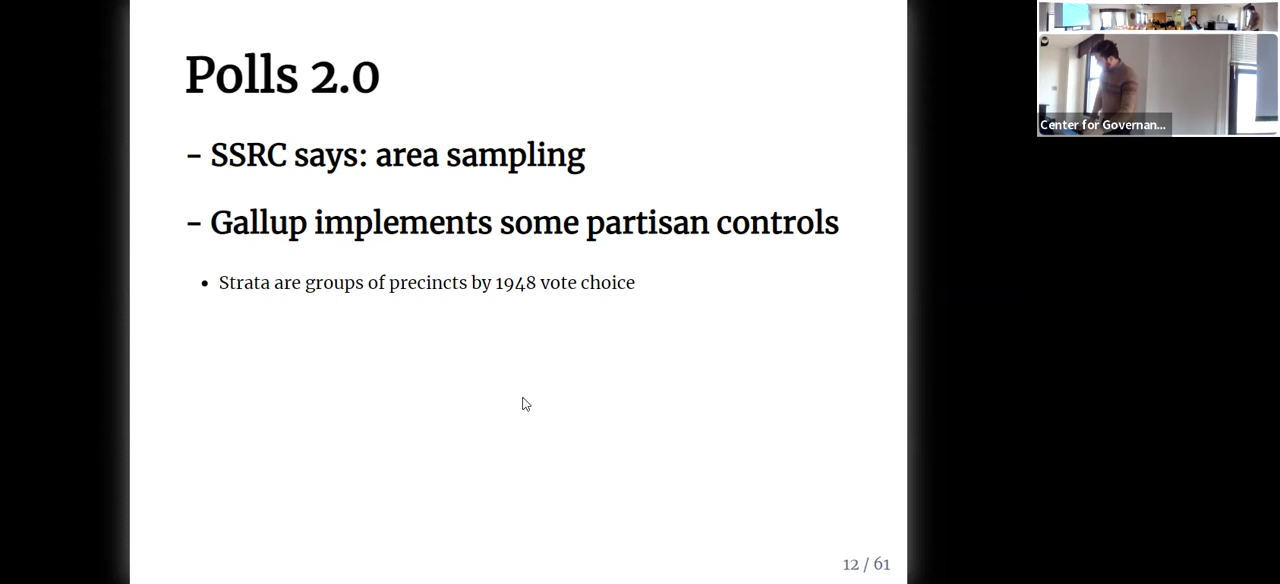 Polls 2.0
- SSRC says: area sampling
- Gallup implements some partisan controls
• Strata are groups of precincts by 1948 vote choice
12 / 61
Center for Governan...